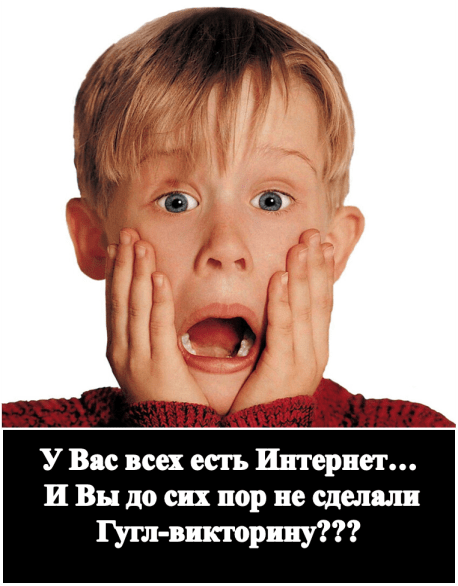 У Вас всех есть Интернет...
И Вы до сих пор не сделали
Гугл-викторину???